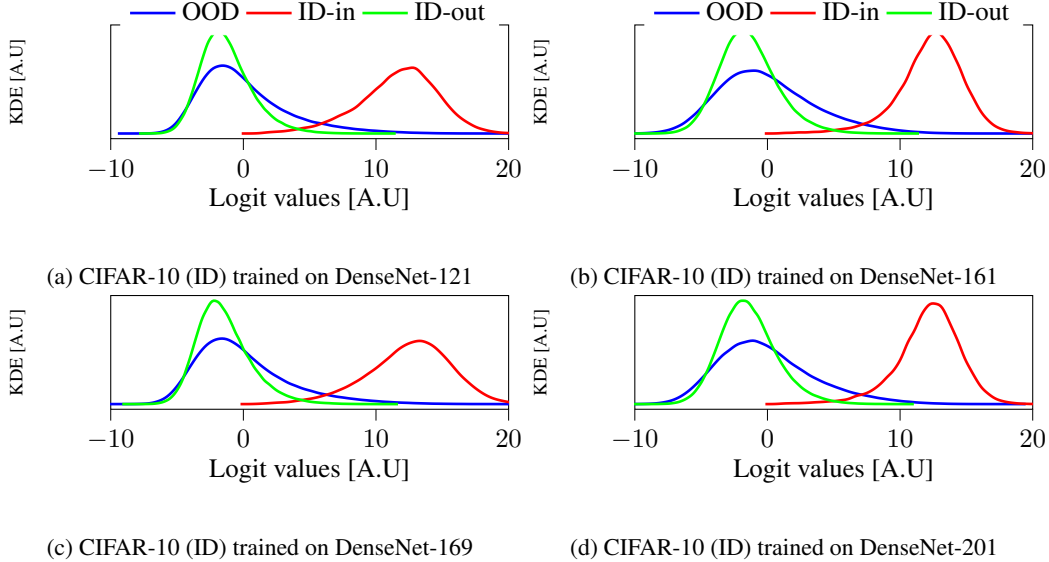 OOD ID-in ID-out OOD ID-in ID-out
KDE [A.U] KDE [A.U]
−10 0 10 20 −10 0 10 20
Logit values [A.U] Logit values [A.U]
(a) CIFAR-10 (ID) trained on DenseNet-121 (b) CIFAR-10 (ID) trained on DenseNet-161
KDE [A.U] KDE [A.U]
−10 0 10 20 −10 0 10 20
Logit values [A.U] Logit values [A.U]
(c) CIFAR-10 (ID) trained on DenseNet-169 (d) CIFAR-10 (ID) trained on DenseNet-201